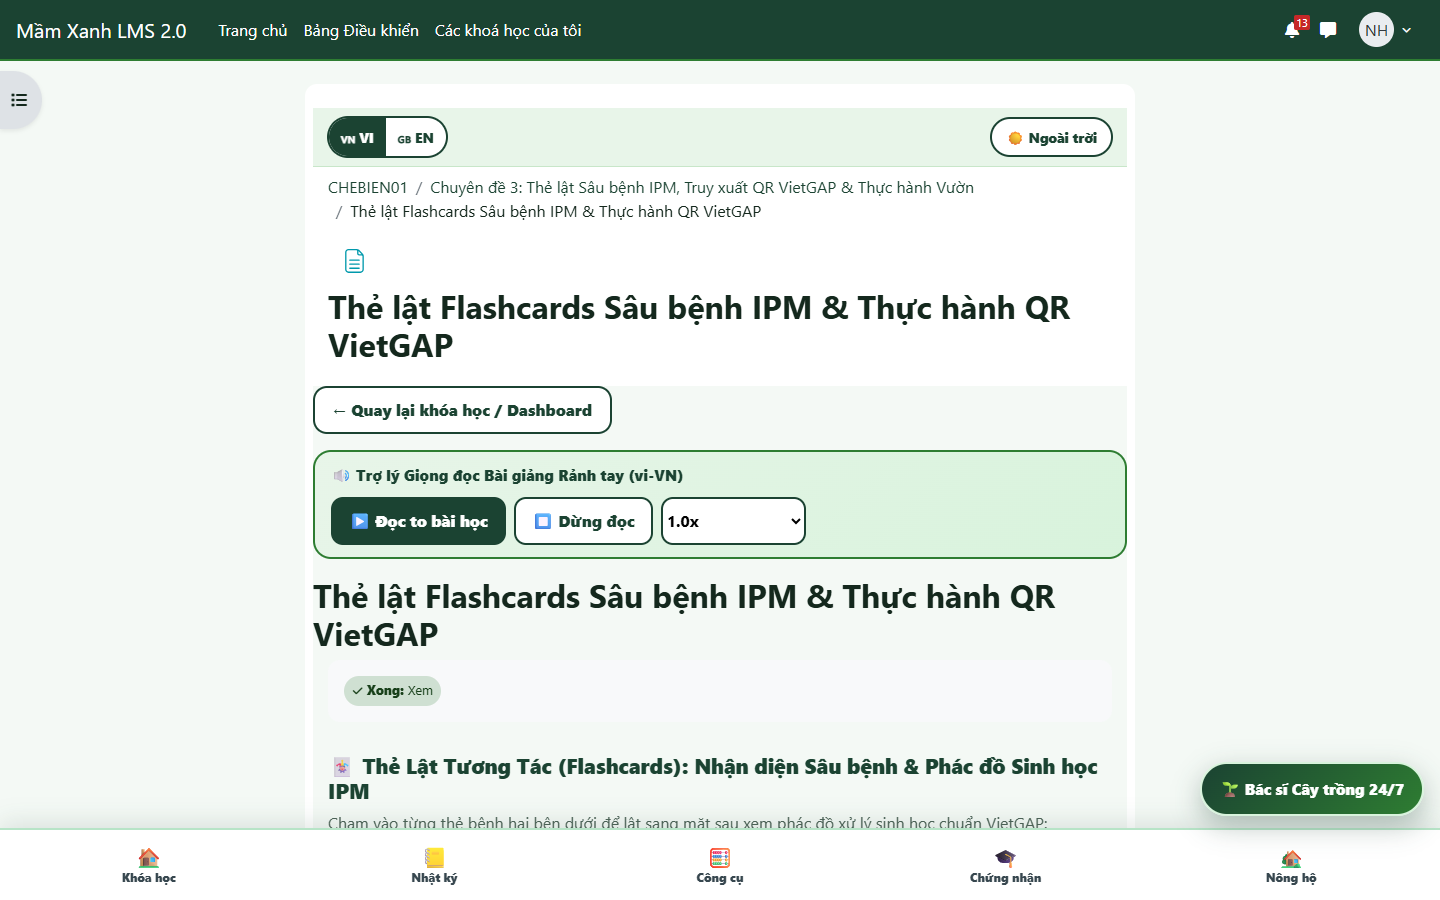 Mầm Xanh LMS 2.0 Trang chủ Bảng Điều khiển Các khoá học của tôi 13 NH
VN VI GB EN Ngoài trời
CHEBIEN01 / Chuyên đề 3: Thẻ lật Sâu bệnh IPM, Truy xuất QR VietGAP & Thực hành Vườn
/ Thẻ lật Flashcards Sâu bệnh IPM & Thực hành QR VietGAP
Thẻ lật Flashcards Sâu bệnh IPM & Thực hành QR
VietGAP
← Quay lại khóa học / Dashboard
Trợ lý Giọng đọc Bài giảng Rảnh tay (vi-VN)
Đọc to bài học Dừng đọc 1.0x
Thẻ lật Flashcards Sâu bệnh IPM & Thực hành QR
VietGAP
Xong: Xem
Thẻ Lật Tương Tác (Flashcards): Nhận diện Sâu bệnh & Phác đồ Sinh học
IPM
Chạm vào từng thẻ bệnh hại bên dưới để lật sang mặt sau xem phác đồ xử lý sinh học chuẩn VietGAP:
Bác sĩ Cây trồng 24/7
Khóa học Nhật ký Công cụ Chứng nhận Nông hộ